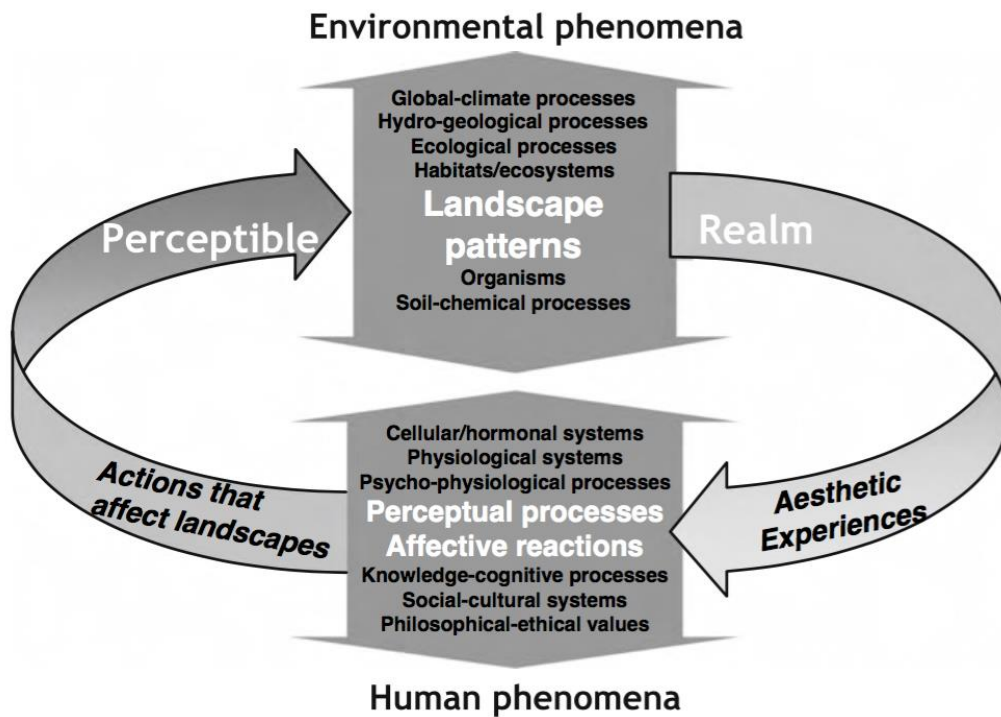 Environmental phenomena
Global-climate processes
Hydro-geological processes
Ecological processes
Habitats/ecosystems
Landscape
patterns
Organisms
Soil-chemical processes
Perceptible
Realm
Cellular/hormonal systems
Physiological systems
Psycho-physiological processes
Perceptual processes
Affective reactions
Knowledge-cognitive processes
Social-cultural systems
Philosophical-ethical values
Actions that
affect landscapes
Aesthetic
Experiences
Human phenomena